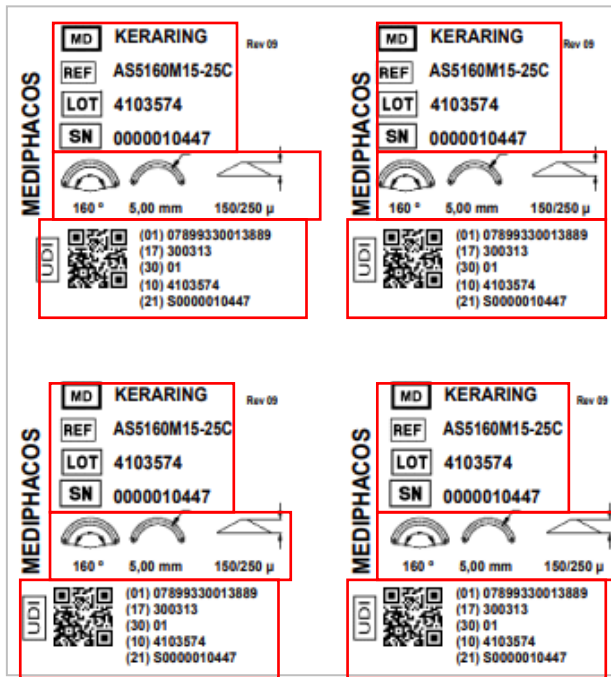 MEDIPHACOS
MD KERARING Rev 09
REF AS5160M15-25C
LOT 4103574
SN 0000010447
160 ° 5,00 mm 150/250 µ
UDI
(01) 07899330013889
(17) 300313
(30) 01
(10) 4103574
(21) S0000010447
MEDIPHACOS
MD KERARING Rev 09
REF AS5160M15-25C
LOT 4103574
SN 0000010447
160 ° 5,00 mm 150/250 µ
UDI
(01) 07899330013889
(17) 300313
(30) 01
(10) 4103574
(21) S0000010447
MEDIPHACOS
MD KERARING Rev 09
REF AS5160M15-25C
LOT 4103574
SN 0000010447
160 ° 5,00 mm 150/250 µ
UDI
(01) 07899330013889
(17) 300313
(30) 01
(10) 4103574
(21) S0000010447
MEDIPHACOS
MD KERARING Rev 09
REF AS5160M15-25C
LOT 4103574
SN 0000010447
160 ° 5,00 mm 150/250 µ
UDI
(01) 07899330013889
(17) 300313
(30) 01
(10) 4103574
(21) S0000010447